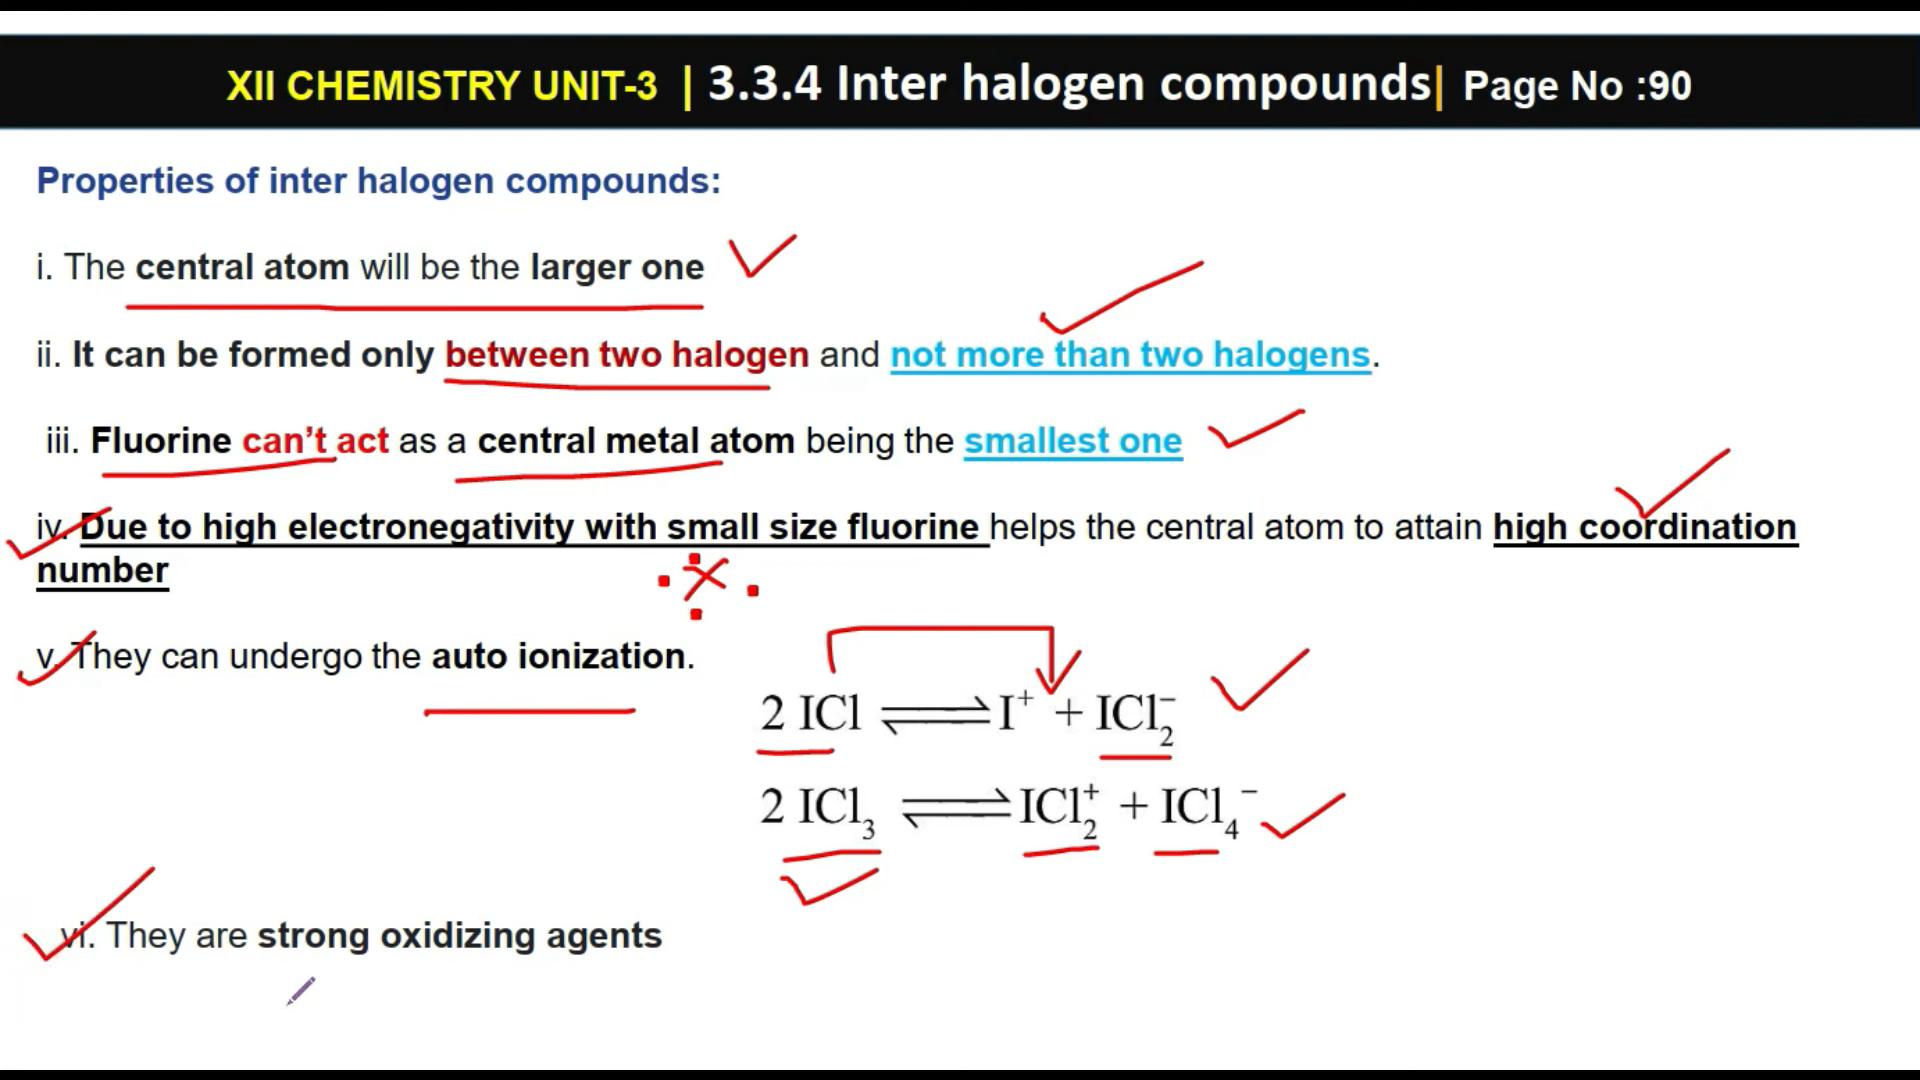 XII CHEMISTRY UNIT-3 | 3.3.4 Inter halogen compounds| Page No :90
Properties of inter halogen compounds:
i. The central atom will be the larger one
ii. It can be formed only between two halogen and not more than two halogens.
iii. Fluorine can’t act as a central metal atom being the smallest one
iv. Due to high electronegativity with small size fluorine helps the central atom to attain high coordination
number
v. They can undergo the auto ionization.
2 ICl ⇌ I⁺ + ICl₂⁻
2 ICl₃ ⇌ ICl₂⁺ + ICl₄⁻
vi. They are strong oxidizing agents